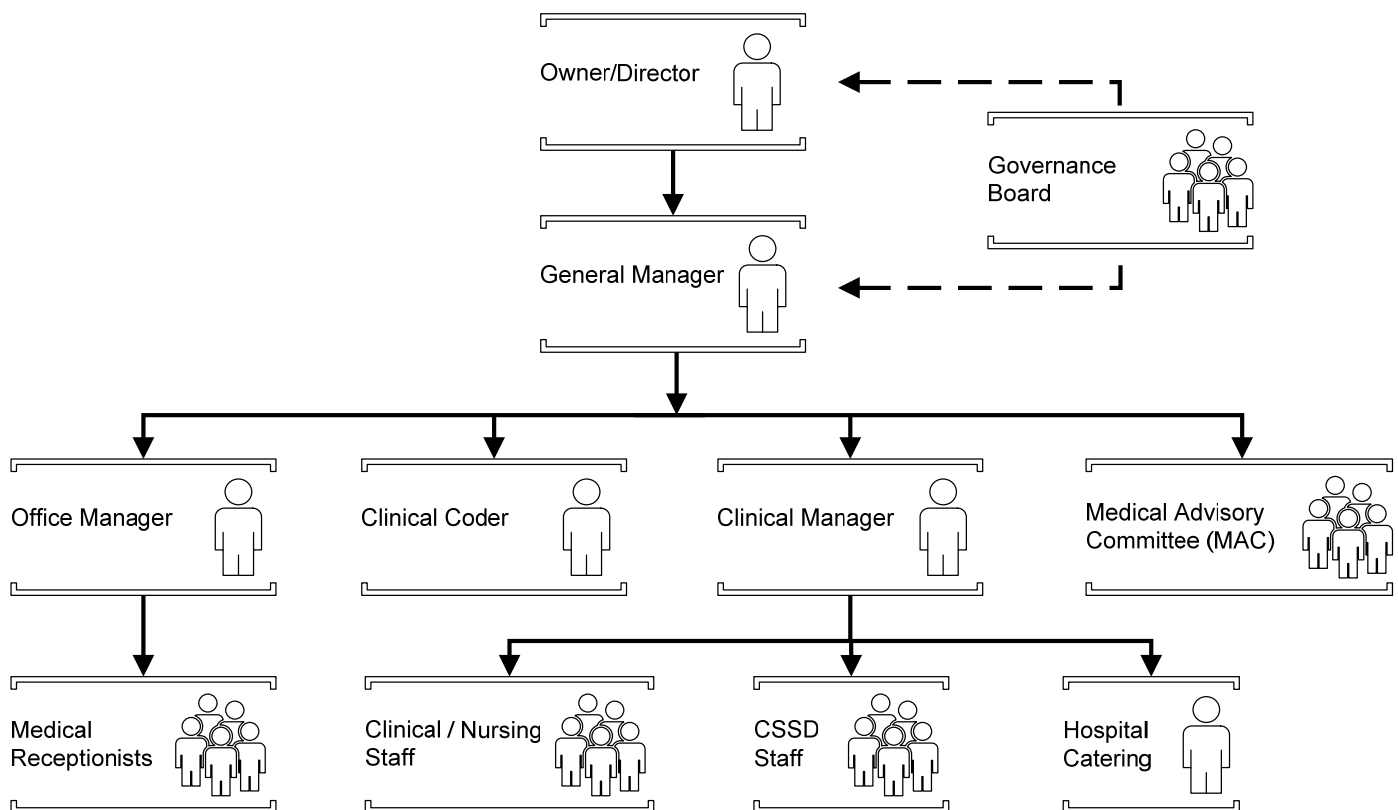 Owner/Director
Governance
Board
General Manager
Office Manager
Clinical Coder
Clinical Manager
Medical Advisory
Committee (MAC)
Medical
Receptionists
Clinical / Nursing
Staff
CSSD
Staff
Hospital
Catering